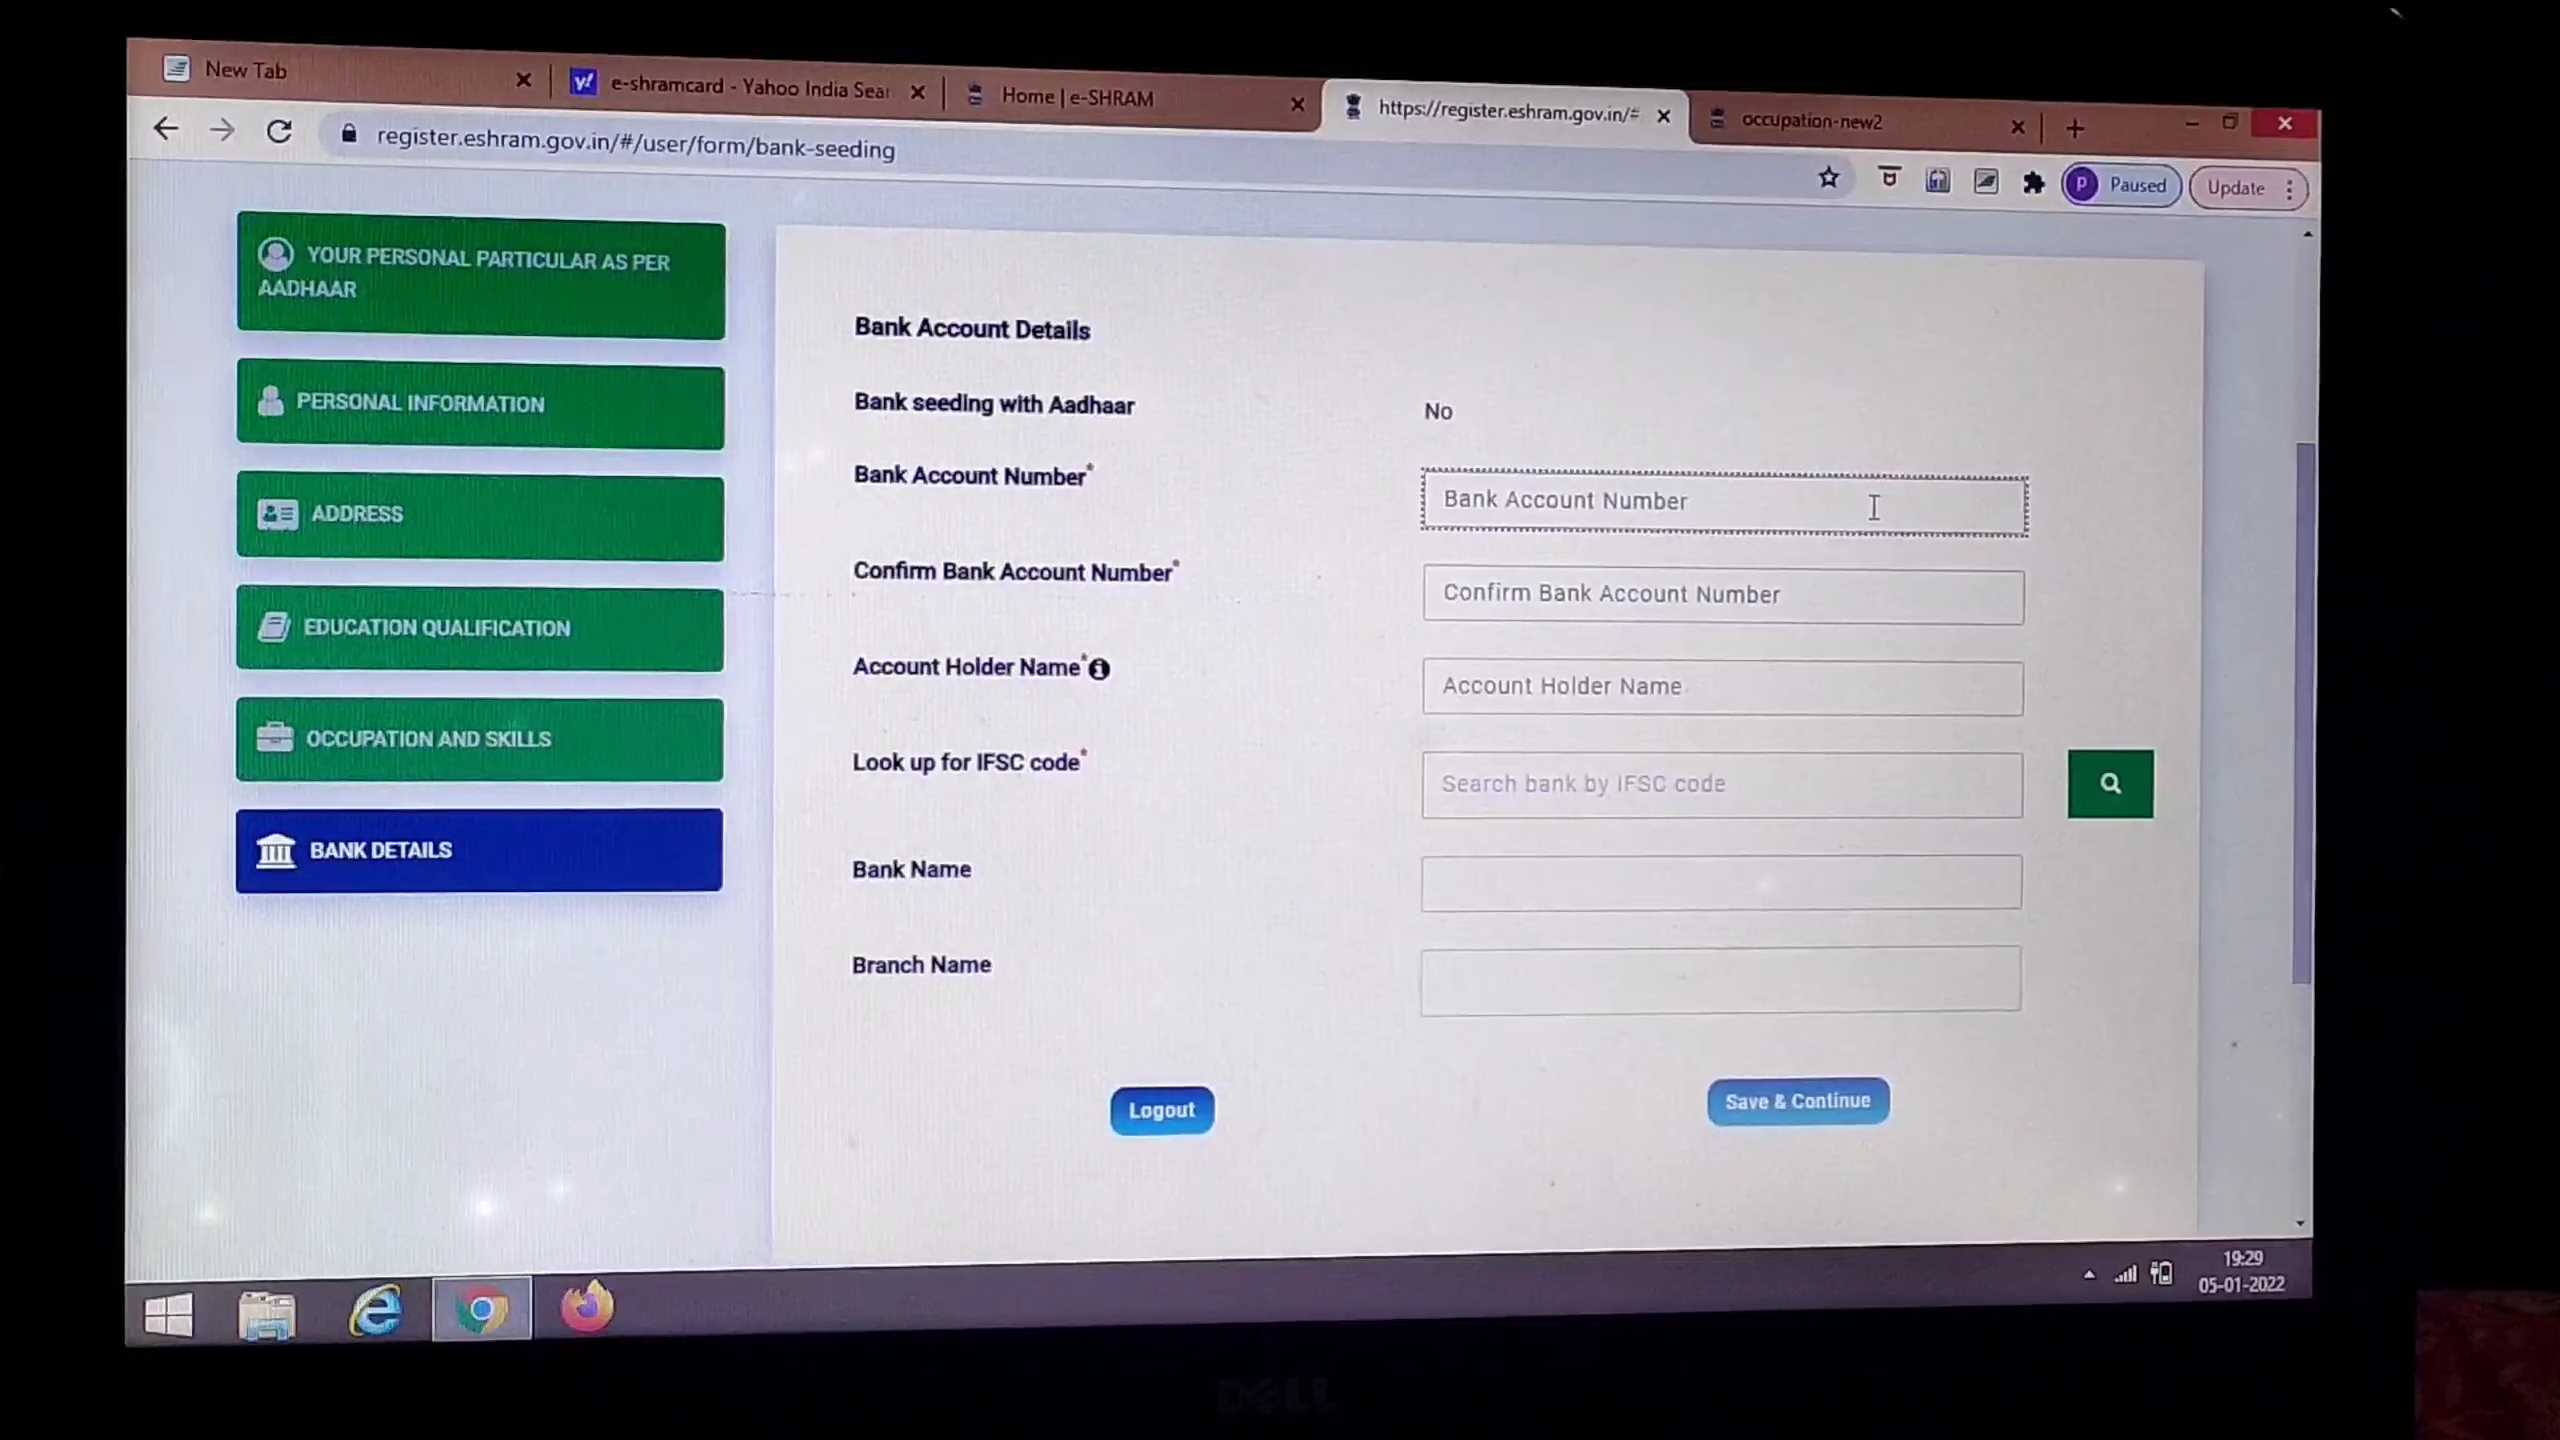 New Tab
e-shramcard - Yahoo India Sear
Home | e-SHRAM
https://register.eshram.gov.in/#
occupation-new2
register.eshram.gov.in/#/user/form/bank-seeding
P Paused
Update
YOUR PERSONAL PARTICULAR AS PER
AADHAAR
PERSONAL INFORMATION
ADDRESS
EDUCATION QUALIFICATION
OCCUPATION AND SKILLS
BANK DETAILS
Bank Account Details
Bank seeding with Aadhaar
No
Bank Account Number*
Bank Account Number
Confirm Bank Account Number*
Confirm Bank Account Number
Account Holder Name*
Account Holder Name
Look up for IFSC code*
Search bank by IFSC code
Bank Name
Branch Name
Logout
Save & Continue
19:29
05-01-2022
DELL